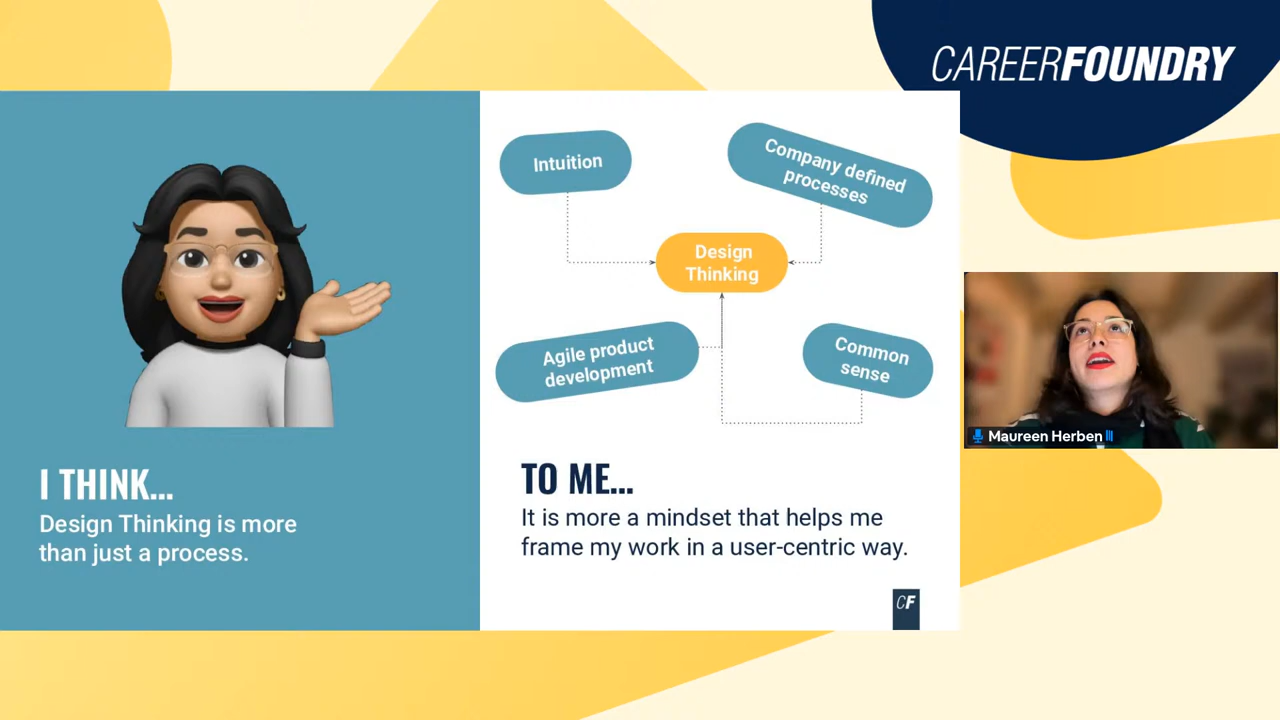 CAREERFOUNDRY
Intuition
Company defined
processes
Design
Thinking
Agile product
development
Common
sense
I THINK...
Design Thinking is more
than just a process.
TO ME...
It is more a mindset that helps me
frame my work in a user-centric way.
CF
Maureen Herben